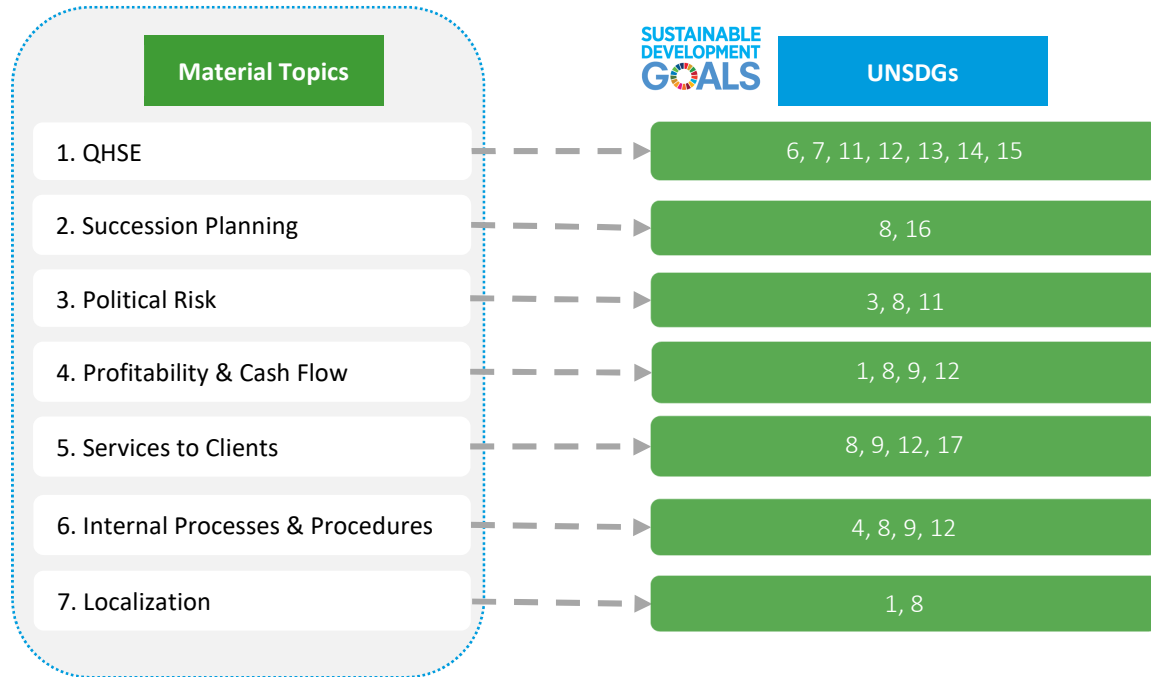 Material Topics
SUSTAINABLE
DEVELOPMENT
GOALS
UNSDGs
1. QHSE
6, 7, 11, 12, 13, 14, 15
2. Succession Planning
8, 16
3. Political Risk
3, 8, 11
4. Profitability & Cash Flow
1, 8, 9, 12
5. Services to Clients
8, 9, 12, 17
6. Internal Processes & Procedures
4, 8, 9, 12
7. Localization
1, 8